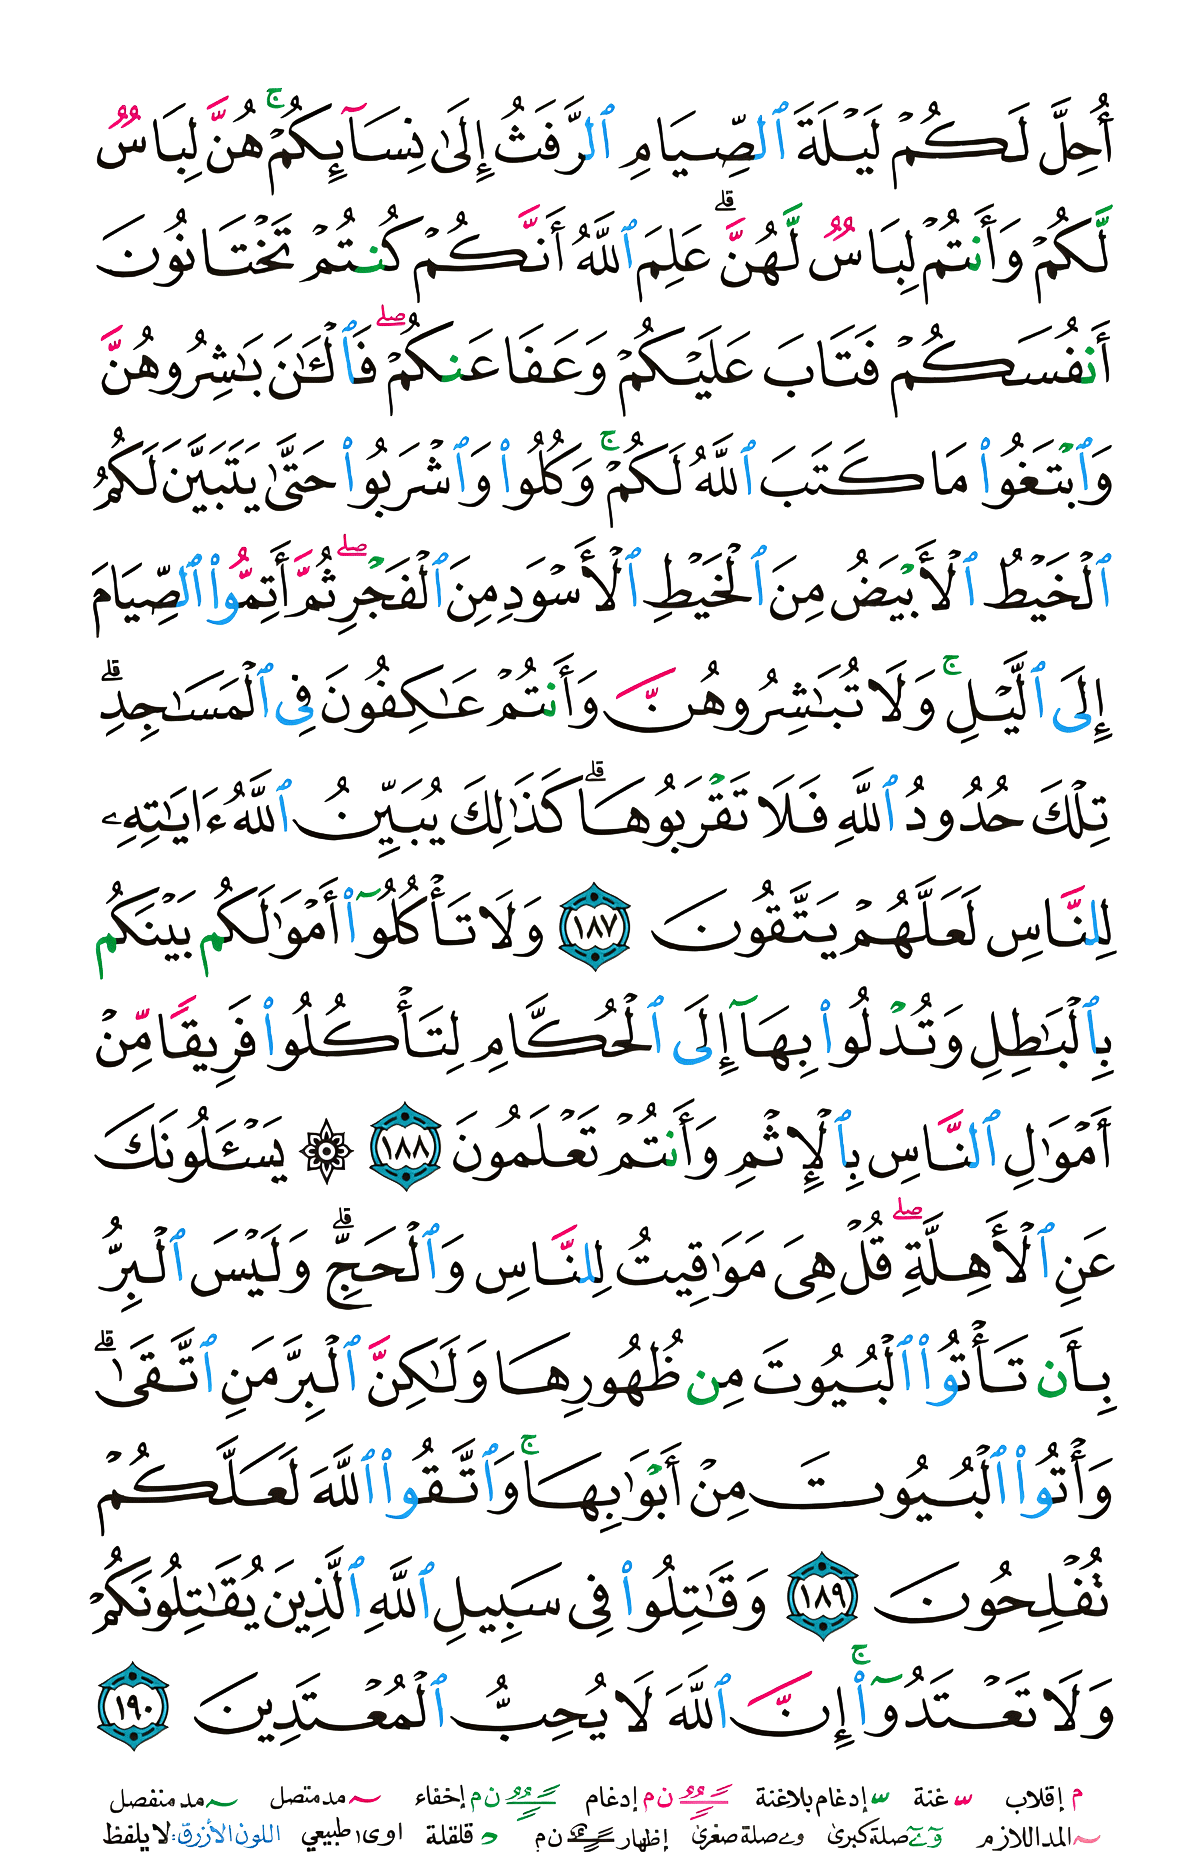 أُحِلَّ لَكُمۡ لَيۡلَةَ ٱلصِّيَامِ ٱلرَّفَثُ إِلَىٰ نِسَآئِكُمۡۚ هُنَّ لِبَاسٞ
لَّكُمۡ وَأَنتُمۡ لِبَاسٞ لَّهُنَّۗ عَلِمَ ٱللَّهُ أَنَّكُمۡ كُنتُمۡ تَخۡتَانُونَ
أَنفُسَكُمۡ فَتَابَ عَلَيۡكُمۡ وَعَفَا عَنكُمۡۖ فَٱلۡـَٰٔنَ بَٰشِرُوهُنَّ
وَٱبۡتَغُواْ مَا كَتَبَ ٱللَّهُ لَكُمۡۚ وَكُلُواْ وَٱشۡرَبُواْ حَتَّىٰ يَتَبَيَّنَ لَكُمُ
ٱلۡخَيۡطُ ٱلۡأَبۡيَضُ مِنَ ٱلۡخَيۡطِ ٱلۡأَسۡوَدِ مِنَ ٱلۡفَجۡرِۖ ثُمَّ أَتِمُّواْ ٱلصِّيَامَ
إِلَى ٱلَّيۡلِۚ وَلَا تُبَٰشِرُوهُنَّ وَأَنتُمۡ عَٰكِفُونَ فِى ٱلۡمَسَٰجِدِۗ
تِلۡكَ حُدُودُ ٱللَّهِ فَلَا تَقۡرَبُوهَاۗ كَذَٰلِكَ يُبَيِّنُ ٱللَّهُ ءَايَٰتِهِۦ
لِلنَّاسِ لَعَلَّهُمۡ يَتَّقُونَ ١٨٧ وَلَا تَأۡكُلُوٓاْ أَمۡوَٰلَكُم بَيۡنَكُم
بِٱلۡبَٰطِلِ وَتُدۡلُواْ بِهَآ إِلَى ٱلۡحُكَّامِ لِتَأۡكُلُواْ فَرِيقٗا مِّنۡ
أَمۡوَٰلِ ٱلنَّاسِ بِٱلۡإِثۡمِ وَأَنتُمۡ تَعۡلَمُونَ ١٨٨ ۞ يَسۡـَٔلُونَكَ
عَنِ ٱلۡأَهِلَّةِۖ قُلۡ هِىَ مَوَٰقِيتُ لِلنَّاسِ وَٱلۡحَجِّۗ وَلَيۡسَ ٱلۡبِرُّ
بِأَن تَأۡتُواْ ٱلۡبُيُوتَ مِن ظُهُورِهَا وَلَٰكِنَّ ٱلۡبِرَّ مَنِ ٱتَّقَىٰۗ
وَأۡتُواْ ٱلۡبُيُوتَ مِنۡ أَبۡوَٰبِهَاۚ وَٱتَّقُواْ ٱللَّهَ لَعَلَّكُمۡ
تُفۡلِحُونَ ١٨٩ وَقَٰتِلُواْ فِى سَبِيلِ ٱللَّهِ ٱلَّذِينَ يُقَٰتِلُونَكُمۡ
وَلَا تَعۡتَدُوٓاْۚ إِنَّ ٱللَّهَ لَا يُحِبُّ ٱلۡمُعۡتَدِينَ ١٩٠
م إقلاب غنة إدغام بلاغنة ن م إدغام ن م إخفاء مد متصل مد منفصل
المد اللازم صلة كبرى و ے صلة صغرى إظهار ن م قلقلة ا و ى طبيعي اللون الأزرق: لا يلفظ